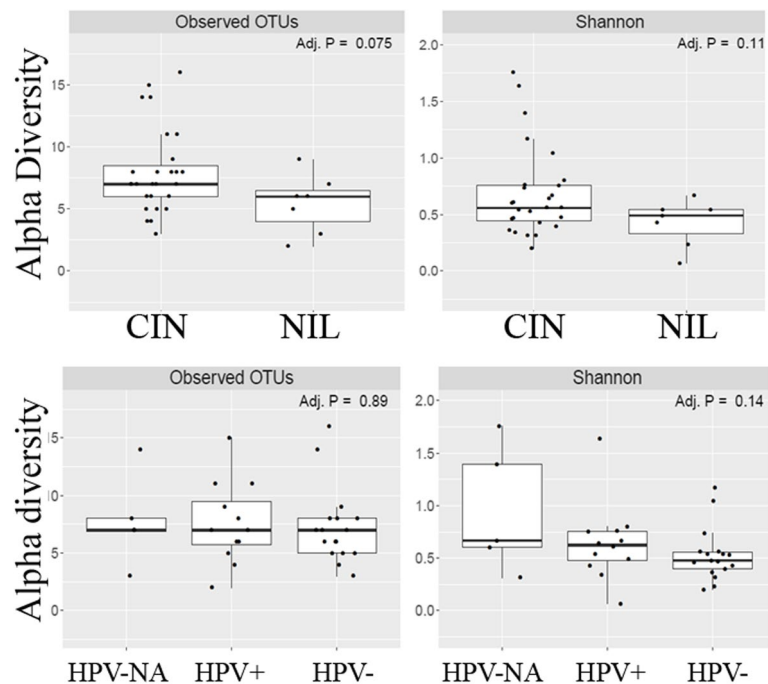 Observed OTUs
Adj. P = 0.075
Shannon
Adj. P = 0.11
Alpha Diversity
15
10
5
0
2.0
1.5
1.0
0.5
0.0
CIN NIL
CIN NIL
Observed OTUs
Adj. P = 0.89
Shannon
Adj. P = 0.14
Alpha diversity
15
10
5
0
2.0
1.5
1.0
0.5
0.0
HPV-NA HPV+ HPV-
HPV-NA HPV+ HPV-